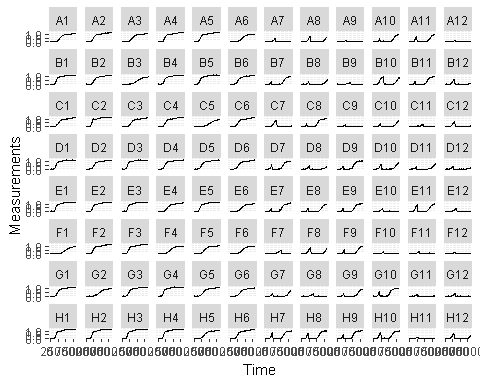 A1 A2 A3 A4 A5 A6 A7 A8 A9 A10 A11 A12
B1 B2 B3 B4 B5 B6 B7 B8 B9 B10 B11 B12
C1 C2 C3 C4 C5 C6 C7 C8 C9 C10 C11 C12
D1 D2 D3 D4 D5 D6 D7 D8 D9 D10 D11 D12
E1 E2 E3 E4 E5 E6 E7 E8 E9 E10 E11 E12
F1 F2 F3 F4 F5 F6 F7 F8 F9 F10 F11 F12
G1 G2 G3 G4 G5 G6 G7 G8 G9 G10 G11 G12
H1 H2 H3 H4 H5 H6 H7 H8 H9 H10 H11 H12
Measurements
Time